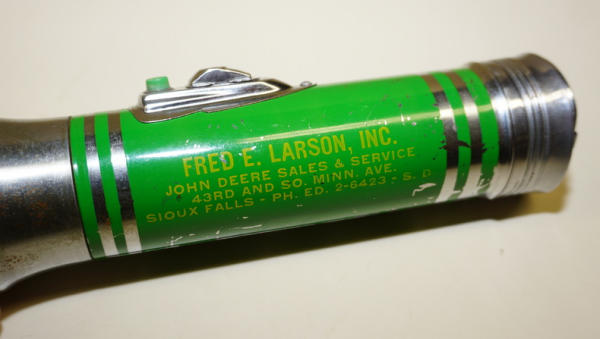 FRED E. LARSON, INC.
JOHN DEERE SALES & SERVICE
43RD AND SO. MINN. AVE.
SIOUX FALLS - PH. ED. 2-6423 - S. D